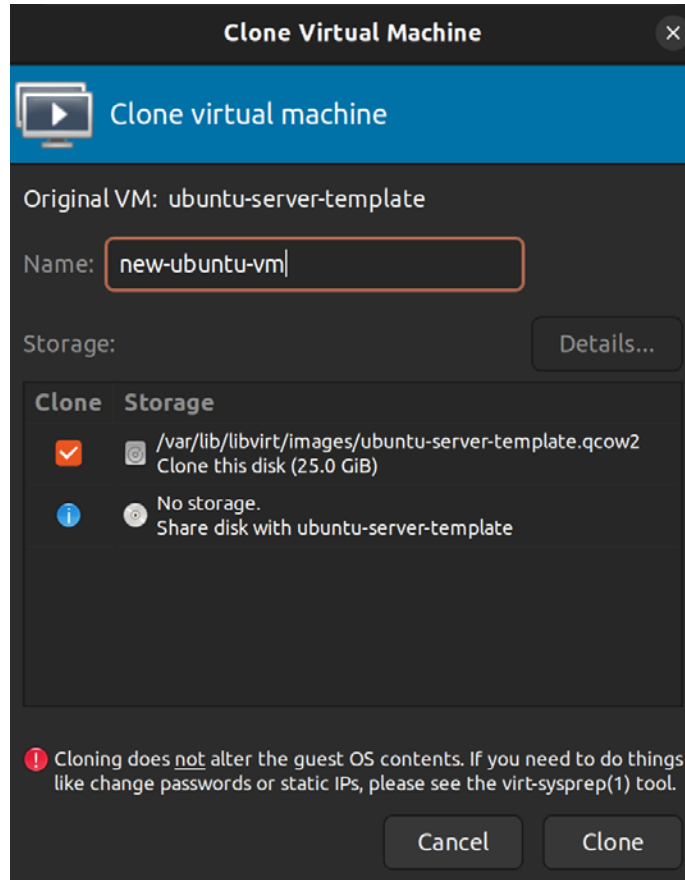 Clone Virtual Machine
Clone virtual machine
Original VM: ubuntu-server-template
Name: new-ubuntu-vm
Storage: Details...
Clone Storage
/var/lib/libvirt/images/ubuntu-server-template.qcow2
Clone this disk (25.0 GiB)
No storage.
Share disk with ubuntu-server-template
Cloning does not alter the guest OS contents. If you need to do things
like change passwords or static IPs, please see the virt-sysprep(1) tool.
Cancel Clone